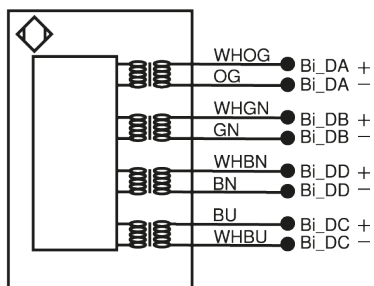 WHOG Bi_DA +
OG Bi_DA −
WHGN Bi_DB +
GN Bi_DB −
WHBN Bi_DD +
BN Bi_DD −
BU Bi_DC +
WHBU Bi_DC −